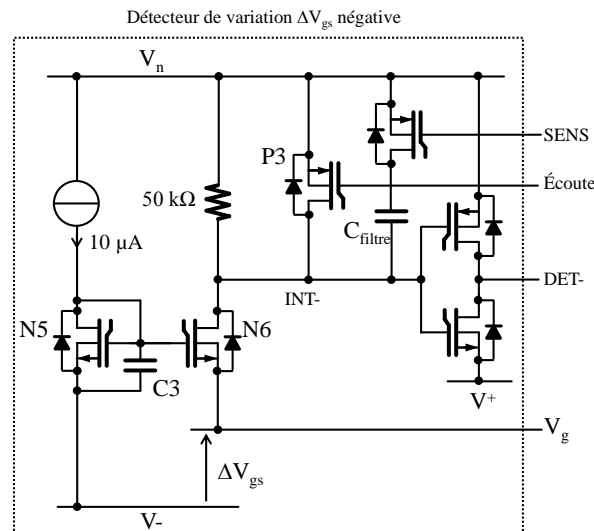 Détecteur de variation ΔVgs négative
Vn
SENS
P3
Écoute
50 kΩ
Cfiltre
10 µA
INT-
DET-
N5
N6
C3
V+
Vg
ΔVgs
V-